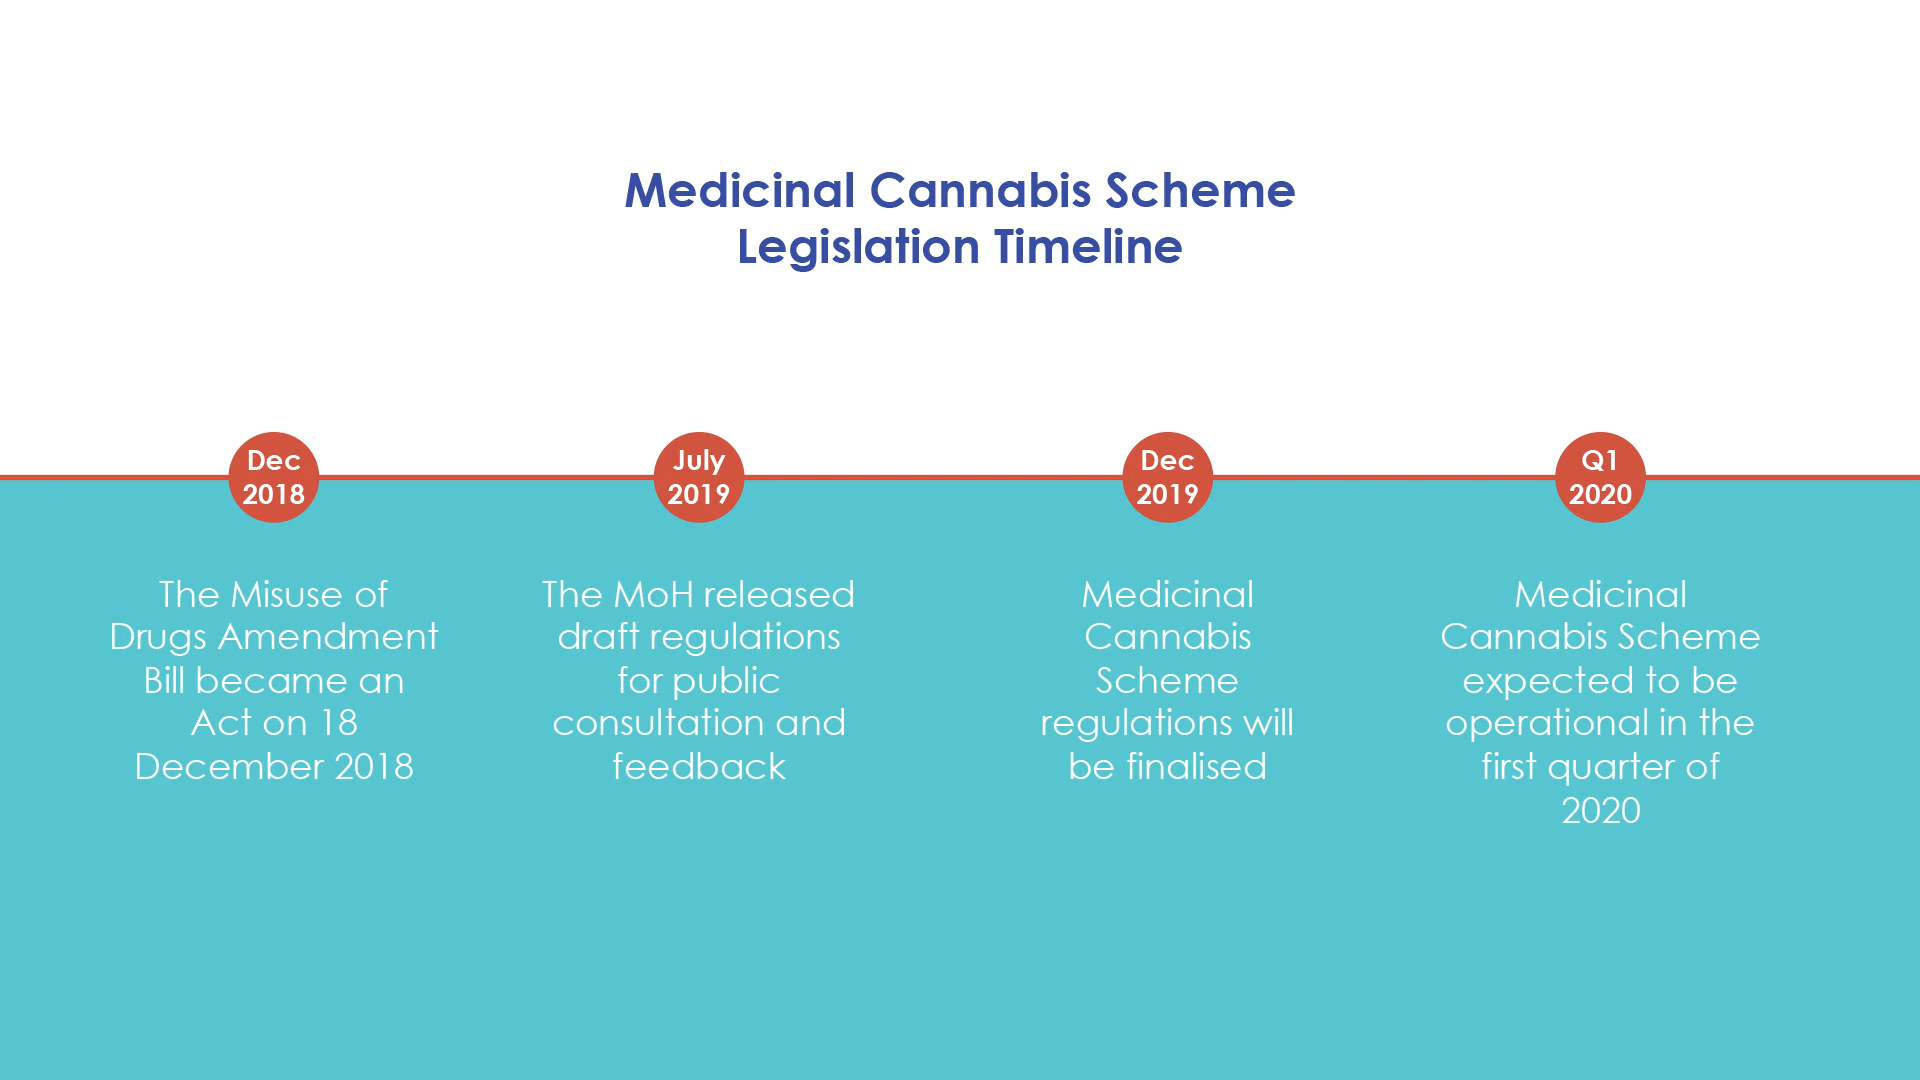 Medicinal Cannabis Scheme
Legislation Timeline
Dec
2018
The Misuse of
Drugs Amendment
Bill became an
Act on 18
December 2018
July
2019
The MoH released
draft regulations
for public
consultation and
feedback
Dec
2019
Medicinal
Cannabis
Scheme
regulations will
be finalised
Q1
2020
Medicinal
Cannabis Scheme
expected to be
operational in the
first quarter of
2020